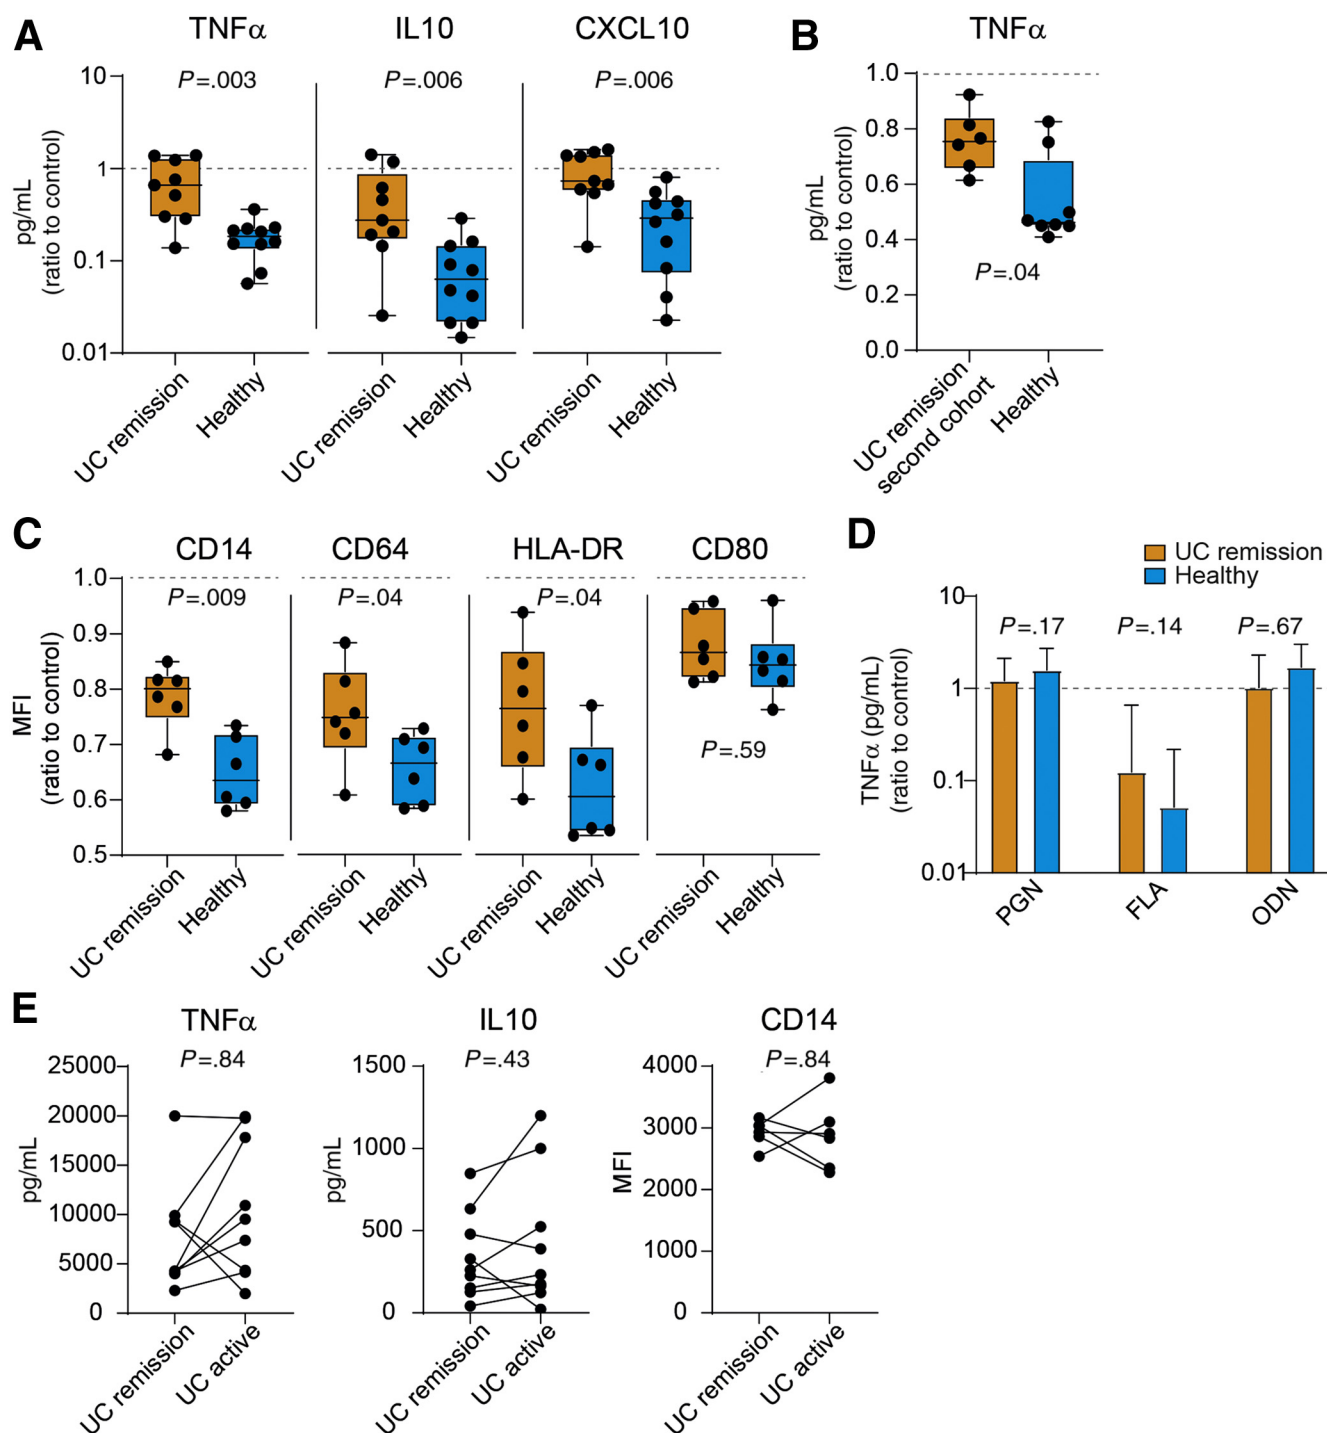 A
TNFα IL10 CXCL10
P=.003 P=.006 P=.006
pg/mL
(ratio to control)
10
1
0.1
0.01
UC remission Healthy UC remission Healthy UC remission Healthy
B
TNFα
pg/mL
(ratio to control)
1.0
0.8
0.6
0.4
0.2
0.0
P=.04
UC remission
second cohort
Healthy
C
CD14 CD64 HLA-DR CD80
P=.009 P=.04 P=.04
P=.59
MFI
(ratio to control)
1.0
0.9
0.8
0.7
0.6
0.5
UC remission Healthy UC remission Healthy UC remission Healthy UC remission Healthy
D
UC remission
Healthy
P=.17 P=.14 P=.67
TNFα (pg/mL)
(ratio to control)
10
1
0.1
0.01
PGN FLA ODN
E
TNFα
P=.84
pg/mL
25000
20000
15000
10000
5000
0
UC remission UC active
IL10
P=.43
pg/mL
1500
1000
500
0
UC remission UC active
CD14
P=.84
MFI
4000
3000
2000
1000
0
UC remission UC active